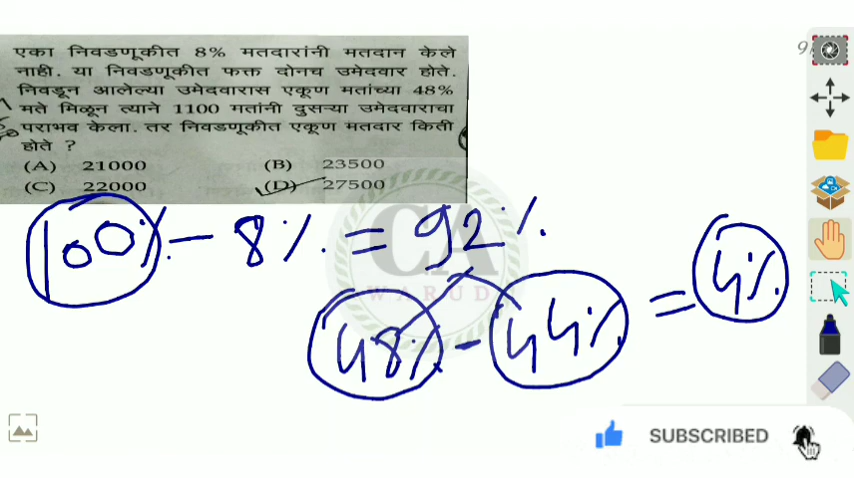 एका निवडणूकीत 8% मतदारांनी मतदान केले
नाही. या निवडणूकीत फक्त दोनच उमेदवार होते.
निवडून आलेल्या उमेदवारास एकूण मतांच्या 48%
मते मिळून त्याने 1100 मतांनी दुसऱ्या उमेदवाराचा
पराभव केला. तर निवडणूकीत एकूण मतदार किती
होते ?
(A) 21000 (B) 23500
(C) 22000 (D) 27500
100% - 8% = 92%
48% - 44% = 4%
CA
WARUD
SUBSCRIBED